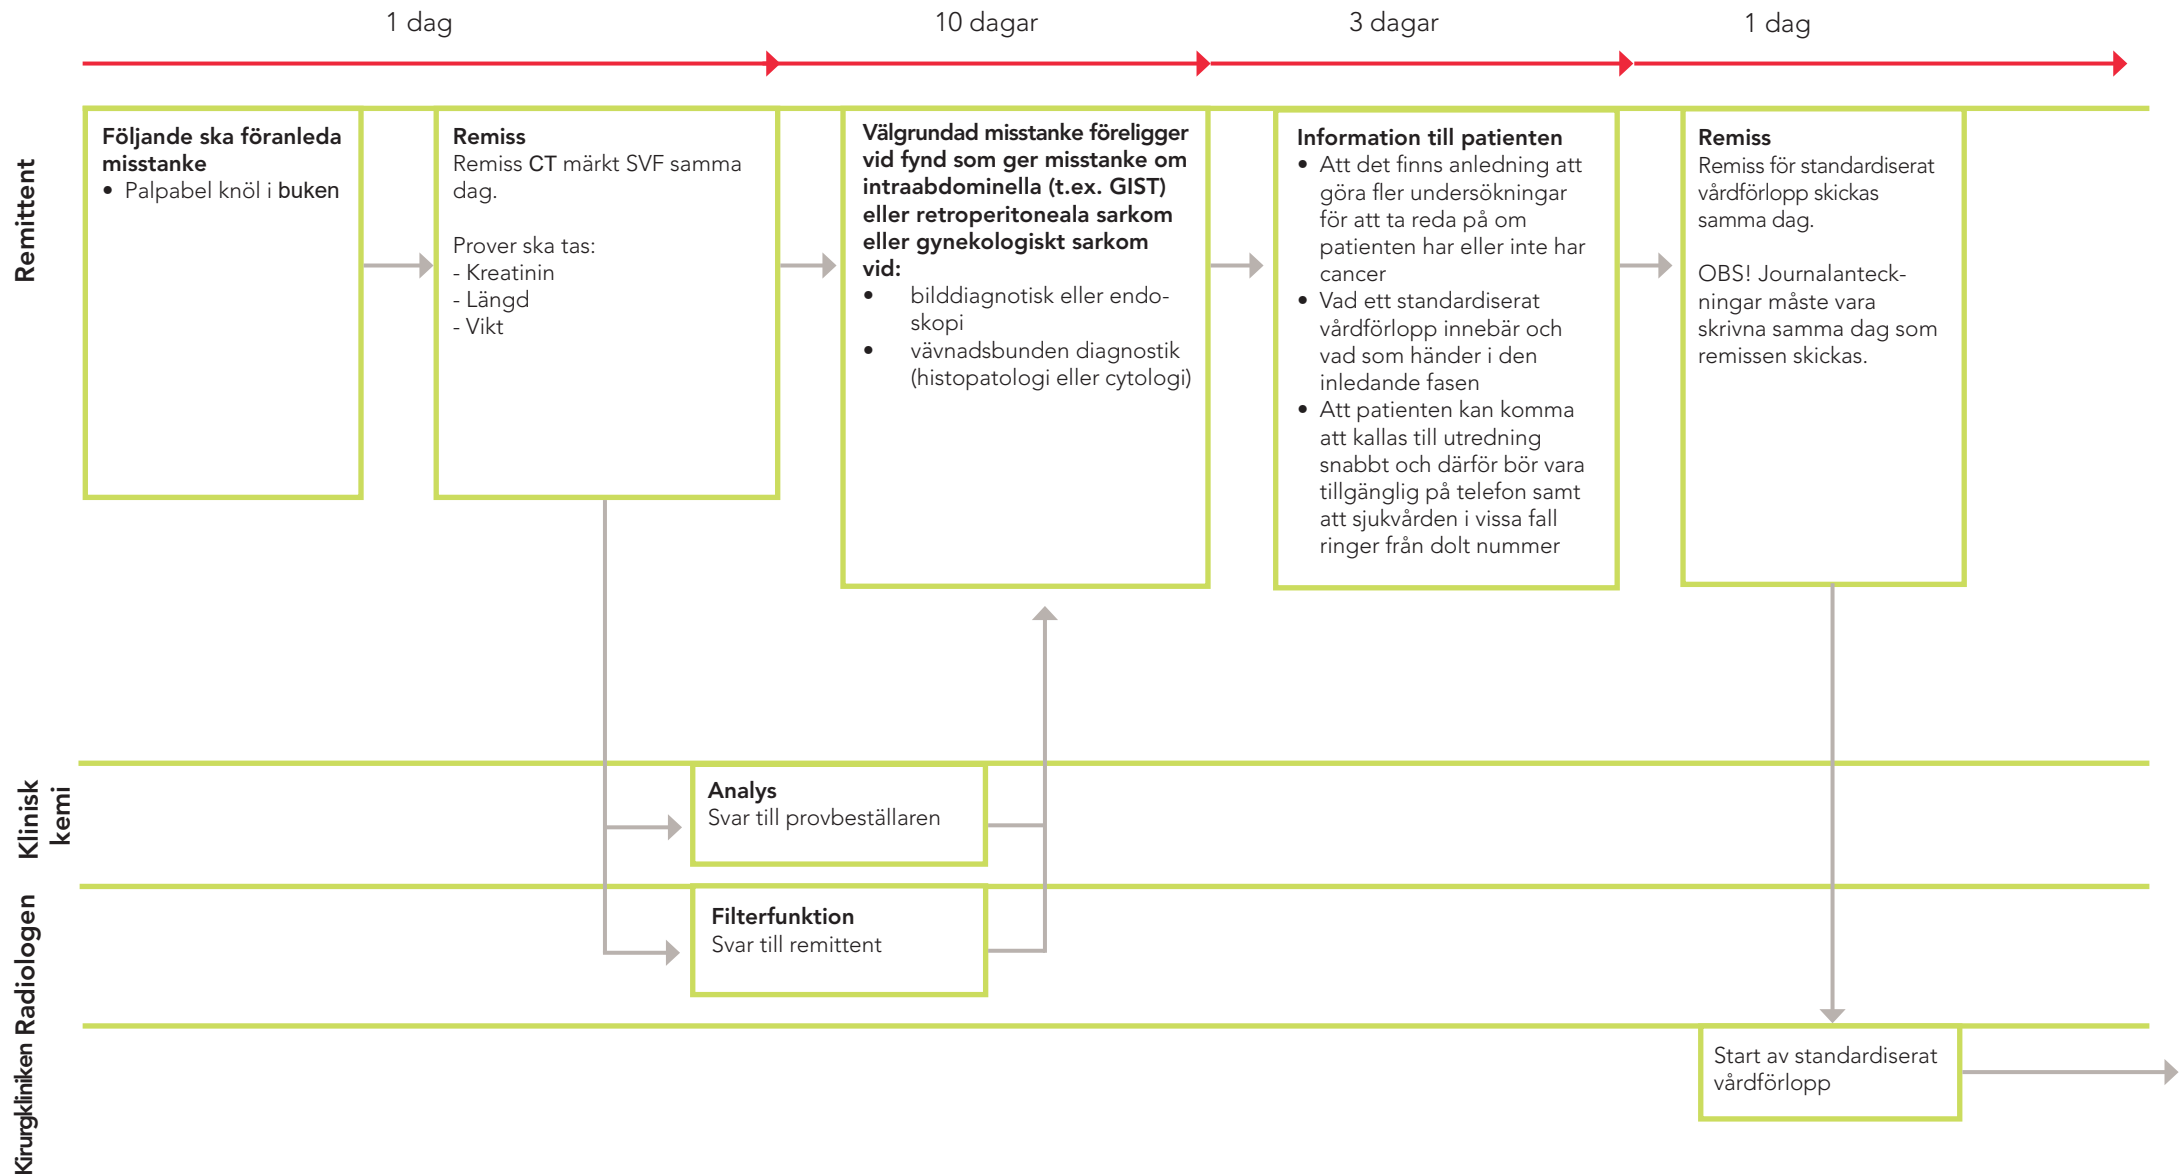 1 dag
10 dagar
3 dagar
1 dag
Remittent
Följande ska föranleda
misstanke
• Palpabel knöl i buken
Remiss
Remiss CT märkt SVF samma
dag.
Prover ska tas:
- Kreatinin
- Längd
- Vikt
Välgrundad misstanke föreligger
vid fynd som ger misstanke om
intraabdominella (t.ex. GIST)
eller retroperitoneala sarkom
eller gynekologiskt sarkom
vid:
• bilddiagnotisk eller endo-
skopi
• vävnadsbunden diagnostik
(histopatologi eller cytologi)
Information till patienten
• Att det finns anledning att
göra fler undersökningar
för att ta reda på om
patienten har eller inte har
cancer
• Vad ett standardiserat
vårdförlopp innebär och
vad som händer i den
inledande fasen
• Att patienten kan komma
att kallas till utredning
snabbt och därför bör vara
tillgänglig på telefon samt
att sjukvården i vissa fall
ringer från dolt nummer
Remiss
Remiss för standardiserat
vårdförlopp skickas
samma dag.
OBS! Journalanteck-
ningar måste vara
skrivna samma dag som
remissen skickas.
Klinisk
kemi
Analys
Svar till provbeställaren
Radiologen
Filterfunktion
Svar till remittent
Kirurgkliniken
Start av standardiserat
vårdförlopp